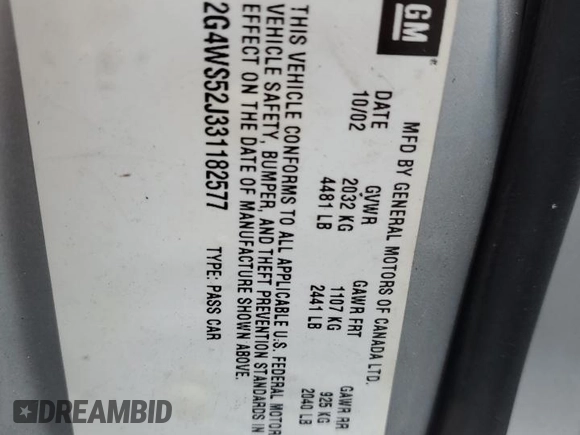 GM
MFD BY GENERAL MOTORS OF CANADA LTD.
DATE GVWR GAWR FRT GAWR RR
10/02 2032 KG 1107 KG 925 KG
4481 LB 2441 LB 2040 LB
THIS VEHICLE CONFORMS TO ALL APPLICABLE U.S. FEDERAL MOTOR
VEHICLE SAFETY, BUMPER, AND THEFT PREVENTION STANDARDS IN
EFFECT ON THE DATE OF MANUFACTURE SHOWN ABOVE.
2G4WS52J331182577 TYPE: PASS CAR
DREAMBID